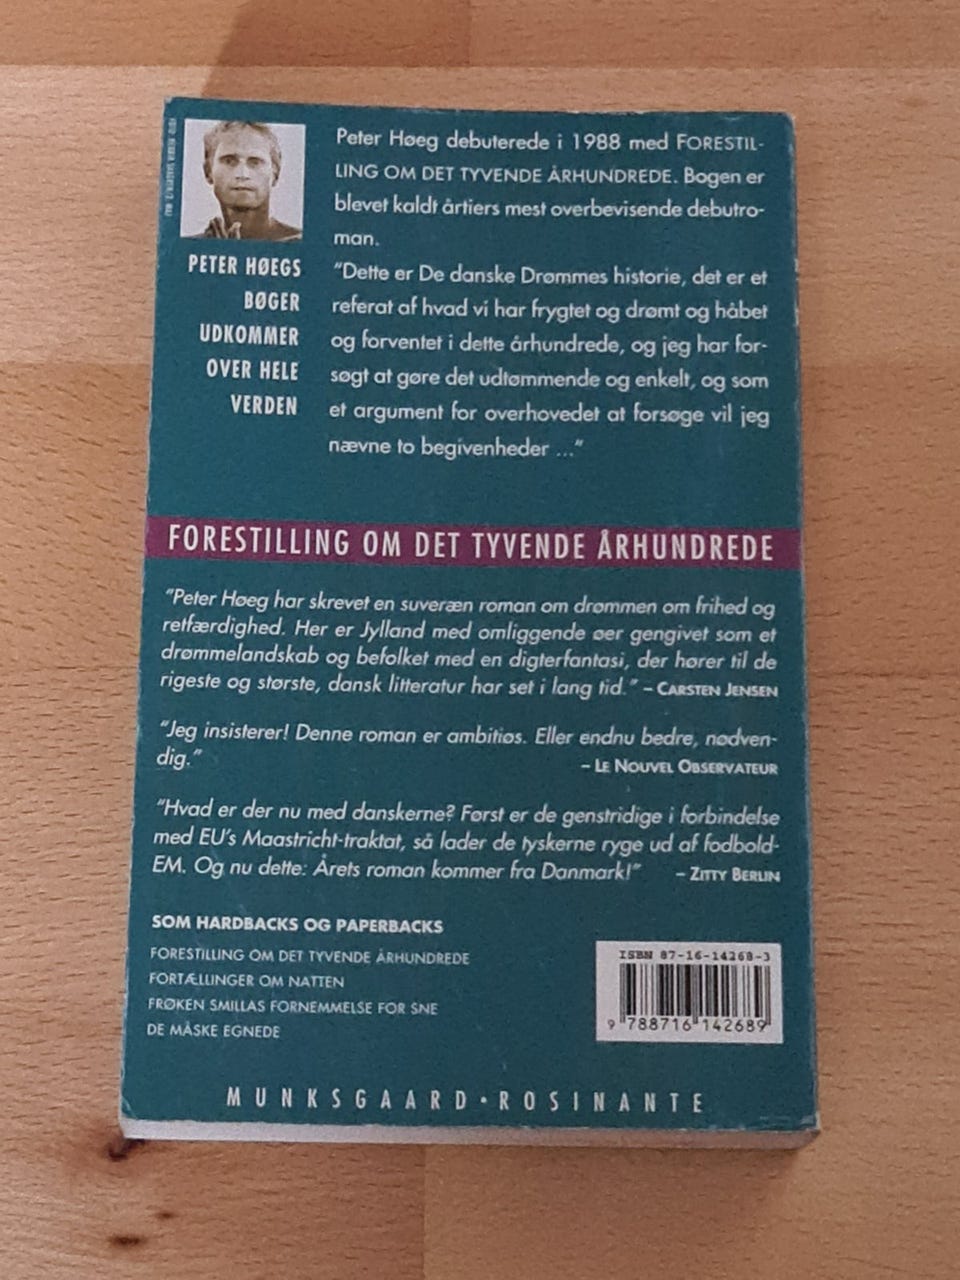 Peter Høeg debuterede i 1988 med FORESTIL-
LING OM DET TYVENDE ÅRHUNDREDE. Bogen er
blevet kaldt årtiers mest overbevisende debutro-
man.
"Dette er De danske Drømmes historie, det er et
referat af hvad vi har frygtet og drømt og håbet
og forventet i dette århundrede, og jeg har for-
søgt at gøre det udtømmende og enkelt, og som
et argument for overhovedet at forsøge vil jeg
nævne to begivenheder ..."
PETER HØEGS
BØGER
UDKOMMER
OVER HELE
VERDEN
FORESTILLING OM DET TYVENDE ÅRHUNDREDE
"Peter Høeg har skrevet en suveræn roman om drømmen om frihed og
retfærdighed. Her er Jylland med omliggende øer gengivet som et
drømmelandskab og befolket med en digterfantasi, der hører til de
rigeste og største, dansk litteratur har set i lang tid." – CARSTEN JENSEN
"Jeg insisterer! Denne roman er ambitiøs. Eller endnu bedre, nødven-
dig." – LE NOUVEL OBSERVATEUR
"Hvad er der nu med danskerne? Først er de genstridige i forbindelse
med EU's Maastricht-traktat, så lader de tyskerne ryge ud af fodbold-
EM. Og nu dette: Årets roman kommer fra Danmark!" – ZITTY BERLIN
SOM HARDBACKS OG PAPERBACKS
FORESTILLING OM DET TYVENDE ÅRHUNDREDE
FORTÆLLINGER OM NATTEN
FRØKEN SMILLAS FORNEMMELSE FOR SNE
DE MÅSKE EGNEDE
ISBN 87-16-14268-3
9 788716 142689
MUNKSGAARD·ROSINANTE